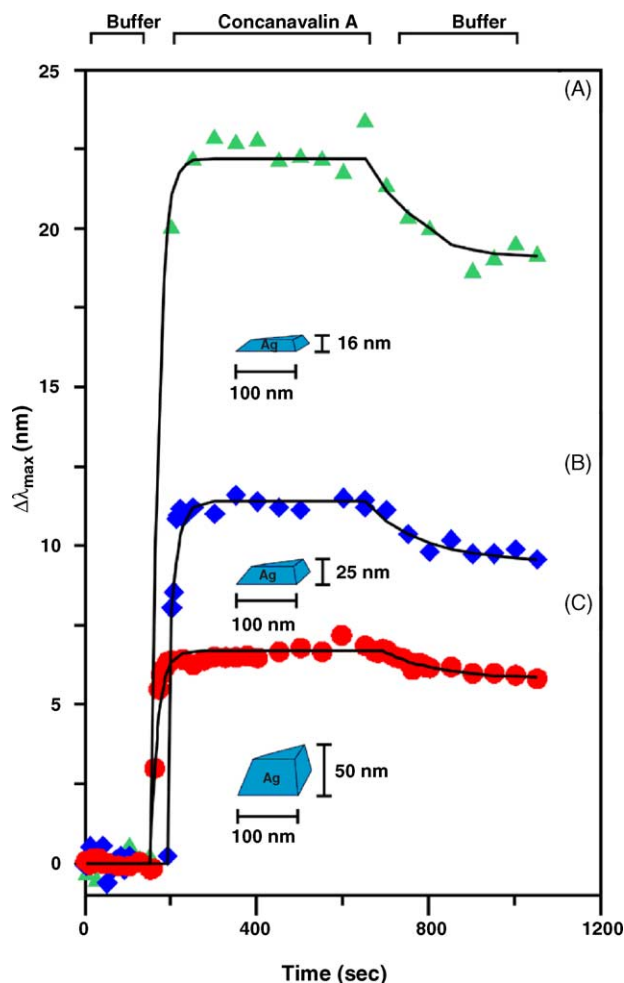 Buffer Concanavalin A Buffer
25
(A)
20
Ag
16 nm
100 nm
15
Δλmax (nm)
(B)
10
Ag
25 nm
100 nm
(C)
5
Ag
50 nm
100 nm
0
0 400 800 1200
Time (sec)